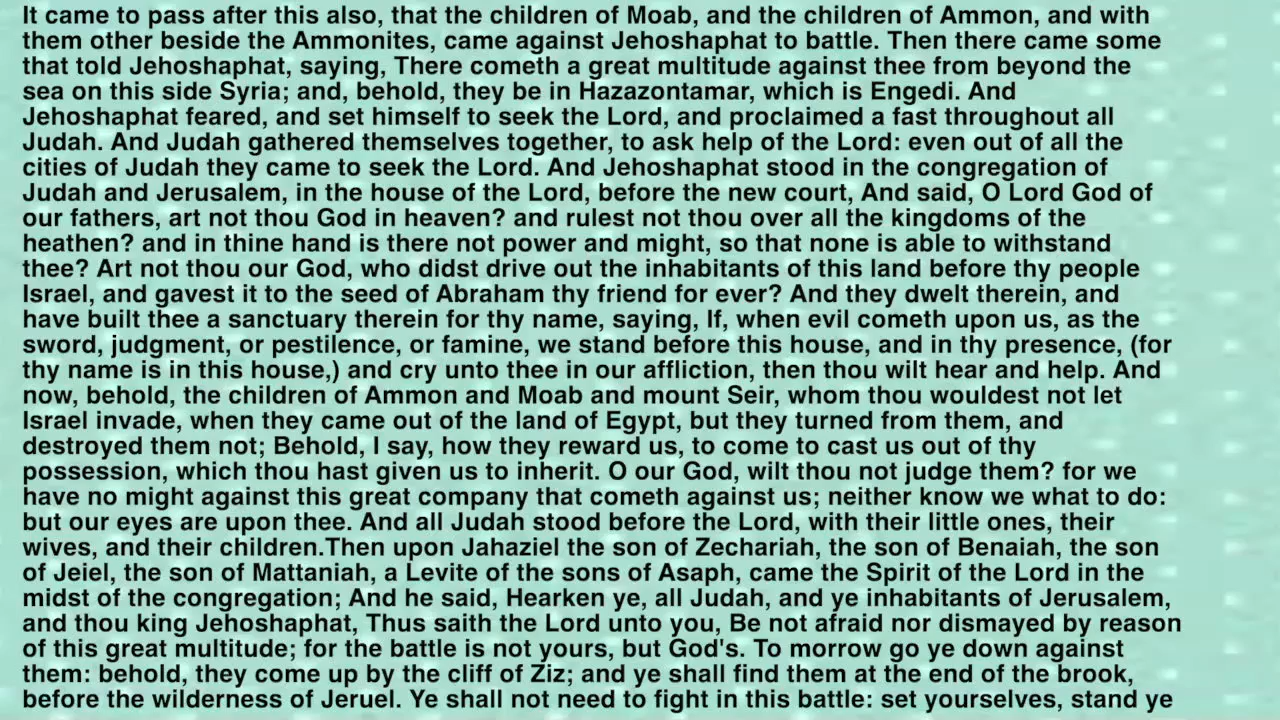 It came to pass after this also, that the children of Moab, and the children of Ammon, and with
them other beside the Ammonites, came against Jehoshaphat to battle. Then there came some
that told Jehoshaphat, saying, There cometh a great multitude against thee from beyond the
sea on this side Syria; and, behold, they be in Hazazontamar, which is Engedi. And
Jehoshaphat feared, and set himself to seek the Lord, and proclaimed a fast throughout all
Judah. And Judah gathered themselves together, to ask help of the Lord: even out of all the
cities of Judah they came to seek the Lord. And Jehoshaphat stood in the congregation of
Judah and Jerusalem, in the house of the Lord, before the new court, And said, O Lord God of
our fathers, art not thou God in heaven? and rulest not thou over all the kingdoms of the
heathen? and in thine hand is there not power and might, so that none is able to withstand
thee? Art not thou our God, who didst drive out the inhabitants of this land before thy people
Israel, and gavest it to the seed of Abraham thy friend for ever? And they dwelt therein, and
have built thee a sanctuary therein for thy name, saying, If, when evil cometh upon us, as the
sword, judgment, or pestilence, or famine, we stand before this house, and in thy presence, (for
thy name is in this house,) and cry unto thee in our affliction, then thou wilt hear and help. And
now, behold, the children of Ammon and Moab and mount Seir, whom thou wouldest not let
Israel invade, when they came out of the land of Egypt, but they turned from them, and
destroyed them not; Behold, I say, how they reward us, to come to cast us out of thy
possession, which thou hast given us to inherit. O our God, wilt thou not judge them? for we
have no might against this great company that cometh against us; neither know we what to do:
but our eyes are upon thee. And all Judah stood before the Lord, with their little ones, their
wives, and their children.Then upon Jahaziel the son of Zechariah, the son of Benaiah, the son
of Jeiel, the son of Mattaniah, a Levite of the sons of Asaph, came the Spirit of the Lord in the
midst of the congregation; And he said, Hearken ye, all Judah, and ye inhabitants of Jerusalem,
and thou king Jehoshaphat, Thus saith the Lord unto you, Be not afraid nor dismayed by reason
of this great multitude; for the battle is not yours, but God's. To morrow go ye down against
them: behold, they come up by the cliff of Ziz; and ye shall find them at the end of the brook,
before the wilderness of Jeruel. Ye shall not need to fight in this battle: set yourselves, stand ye